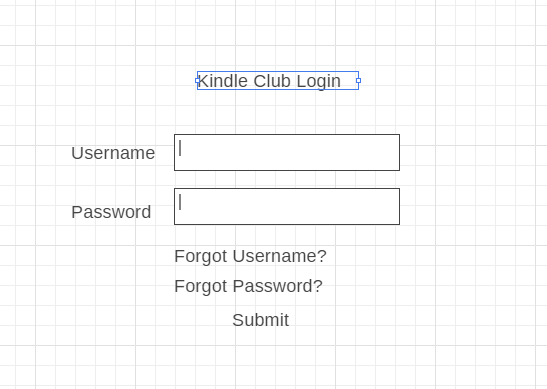 Kindle Club Login
Username
Password
Forgot Username?
Forgot Password?
Submit